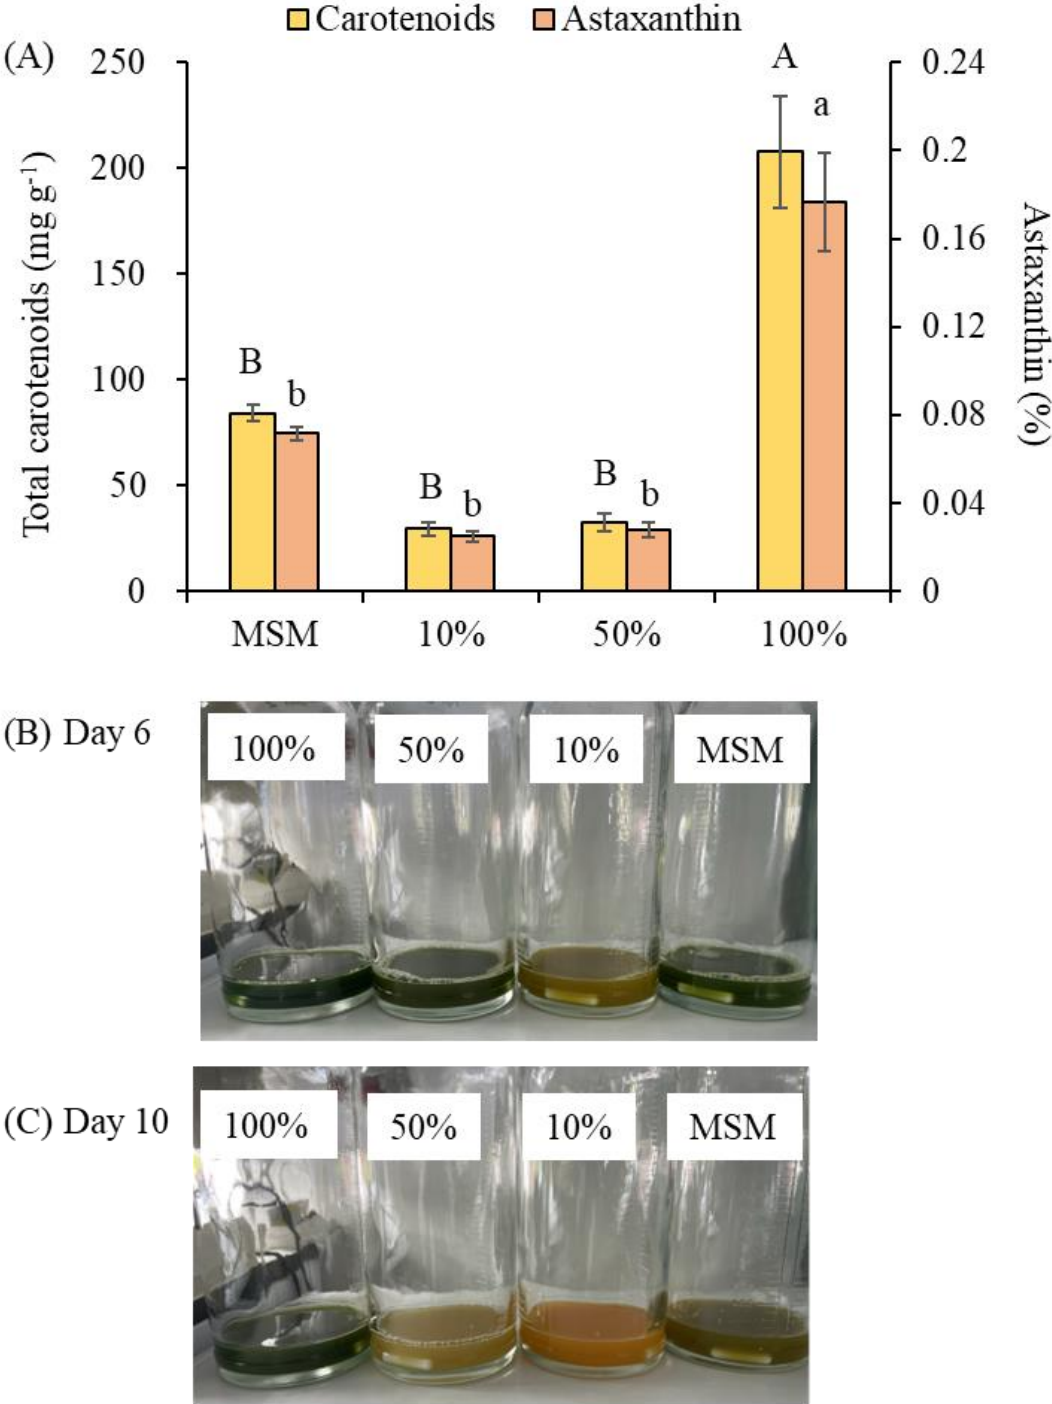 Carotenoids Astaxanthin
(A)
250
200
150
100
50
0
Total carotenoids (mg g-1)
0.24
0.2
0.16
0.12
0.08
0.04
0
Astaxanthin (%)
B b B b B b A a
MSM 10% 50% 100%
(B) Day 6
100% 50% 10% MSM
(C) Day 10
100% 50% 10% MSM